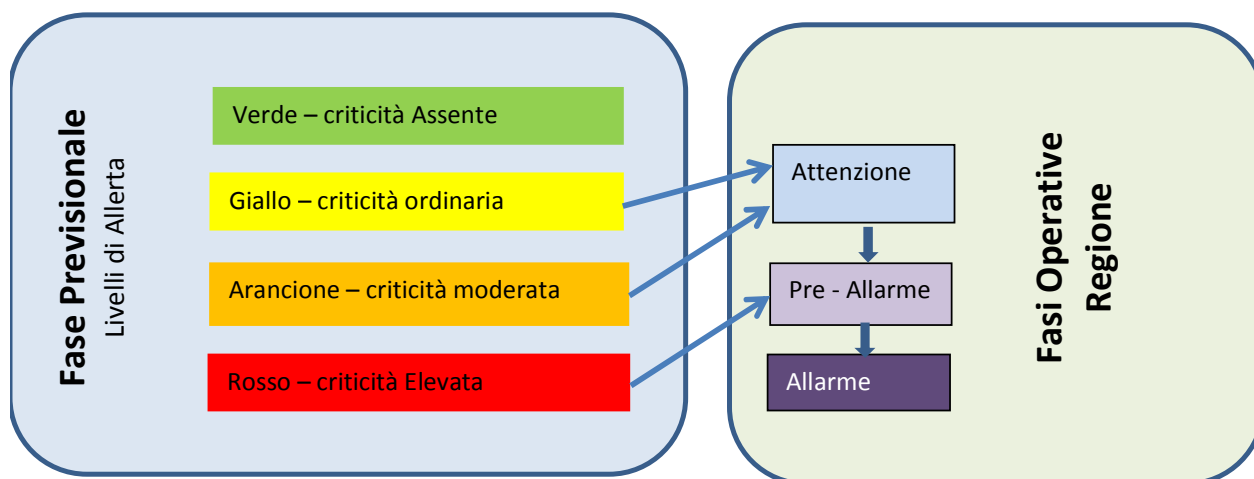 Fase Previsionale
Livelli di Allerta
Verde – criticità Assente
Giallo – criticità ordinaria
Arancione – criticità moderata
Rosso – criticità Elevata
Attenzione
Pre - Allarme
Allarme
Fasi Operative
Regione